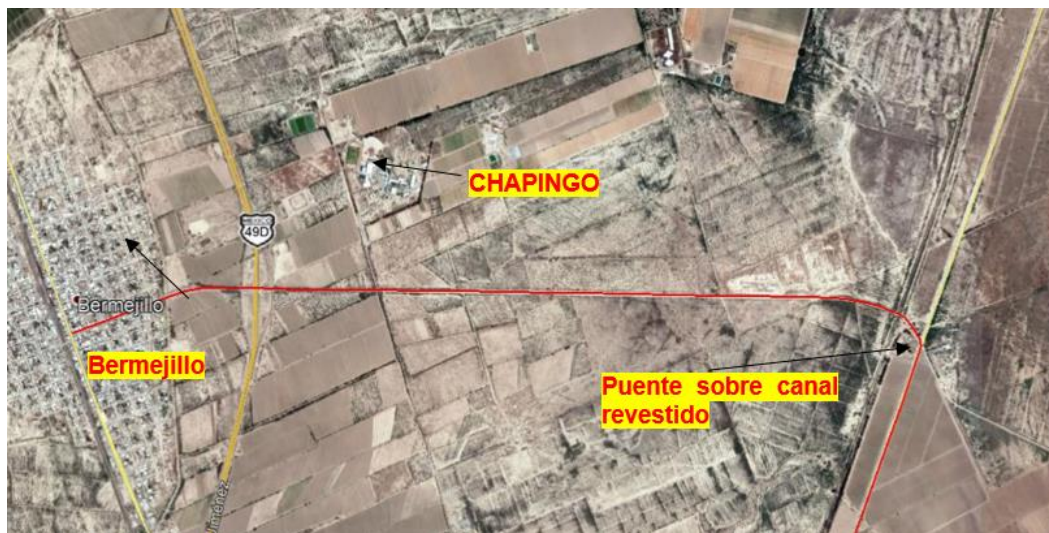 CHAPINGO
49D
Bermejillo
Bermejillo
Puente sobre canal
revestido